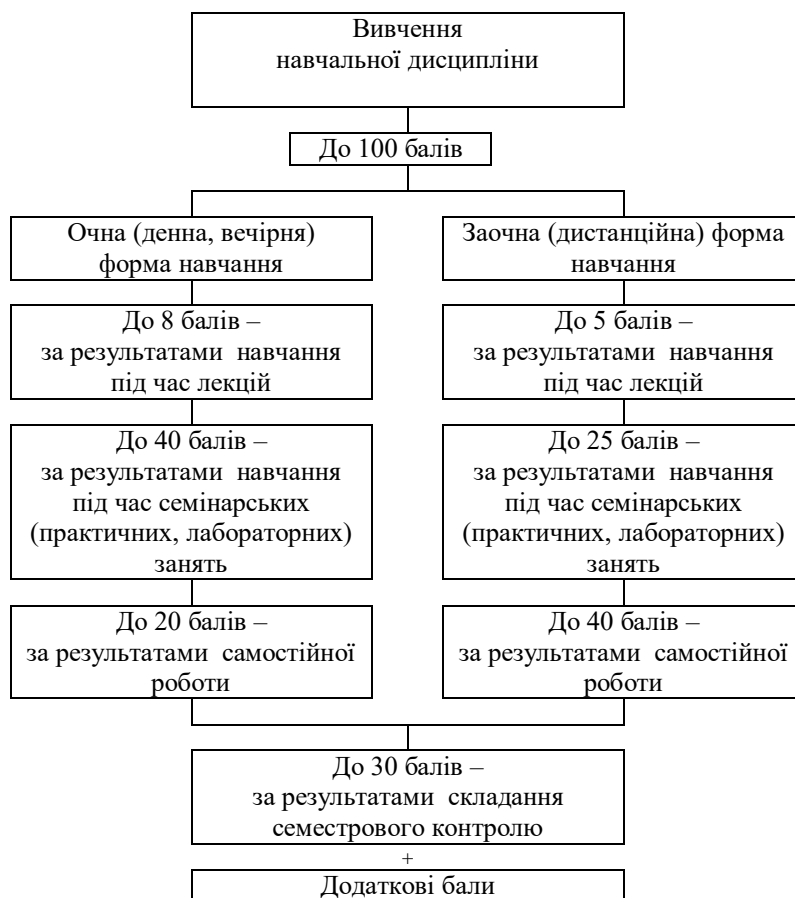 Вивчення
навчальної дисципліни
До 100 балів
Очна (денна, вечірня)
форма навчання
До 8 балів –
за результатами навчання
під час лекцій
До 40 балів –
за результатами навчання
під час семінарських
(практичних, лабораторних)
занять
До 20 балів –
за результатами самостійної
роботи
Заочна (дистанційна) форма
навчання
До 5 балів –
за результатами навчання
під час лекцій
До 25 балів –
за результатами навчання
під час семінарських
(практичних, лабораторних)
занять
До 40 балів –
за результатами самостійної
роботи
До 30 балів –
за результатами складання
семестрового контролю
+
Додаткові бали